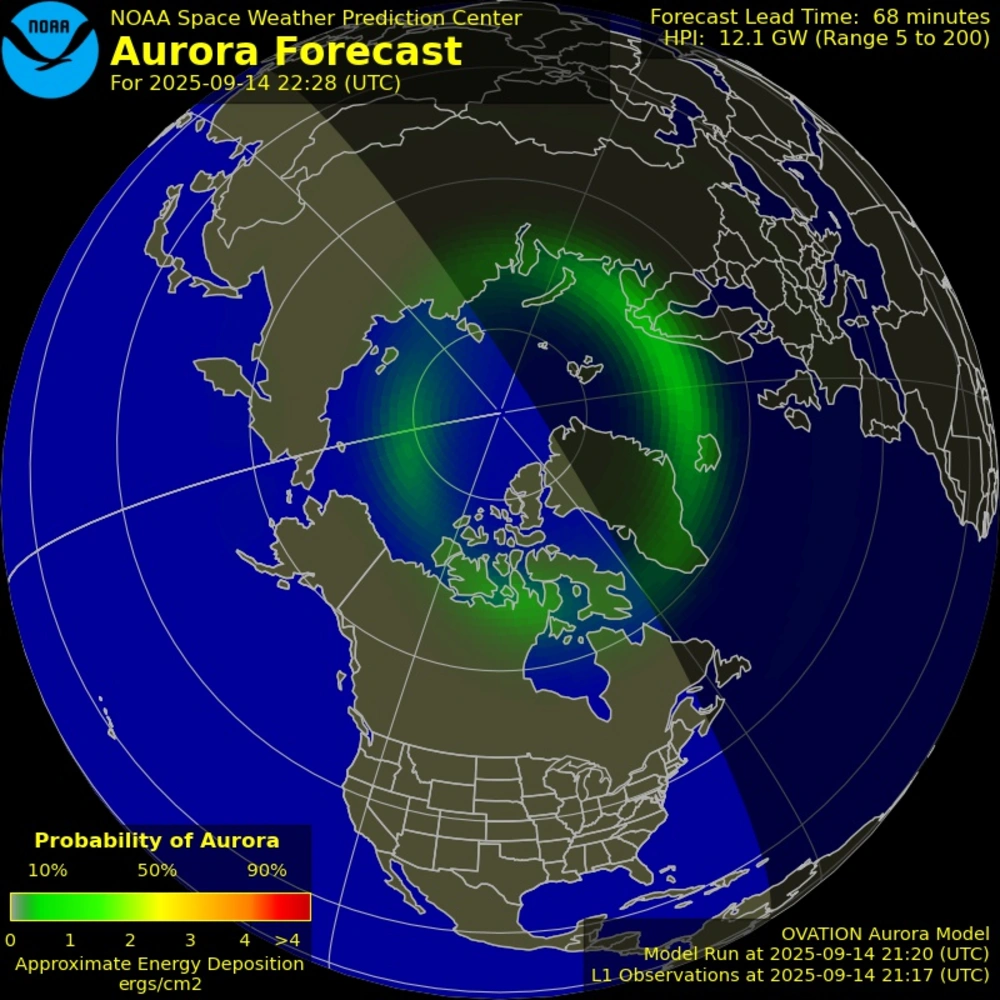 NOAA
NOAA Space Weather Prediction Center
Aurora Forecast
For 2025-09-14 22:28 (UTC)
Forecast Lead Time: 68 minutes
HPI: 12.1 GW (Range 5 to 200)
Probability of Aurora
10% 50% 90%
0 1 2 3 4 >4
Approximate Energy Deposition
ergs/cm2
OVATION Aurora Model
Model Run at 2025-09-14 21:20 (UTC)
L1 Observations at 2025-09-14 21:17 (UTC)